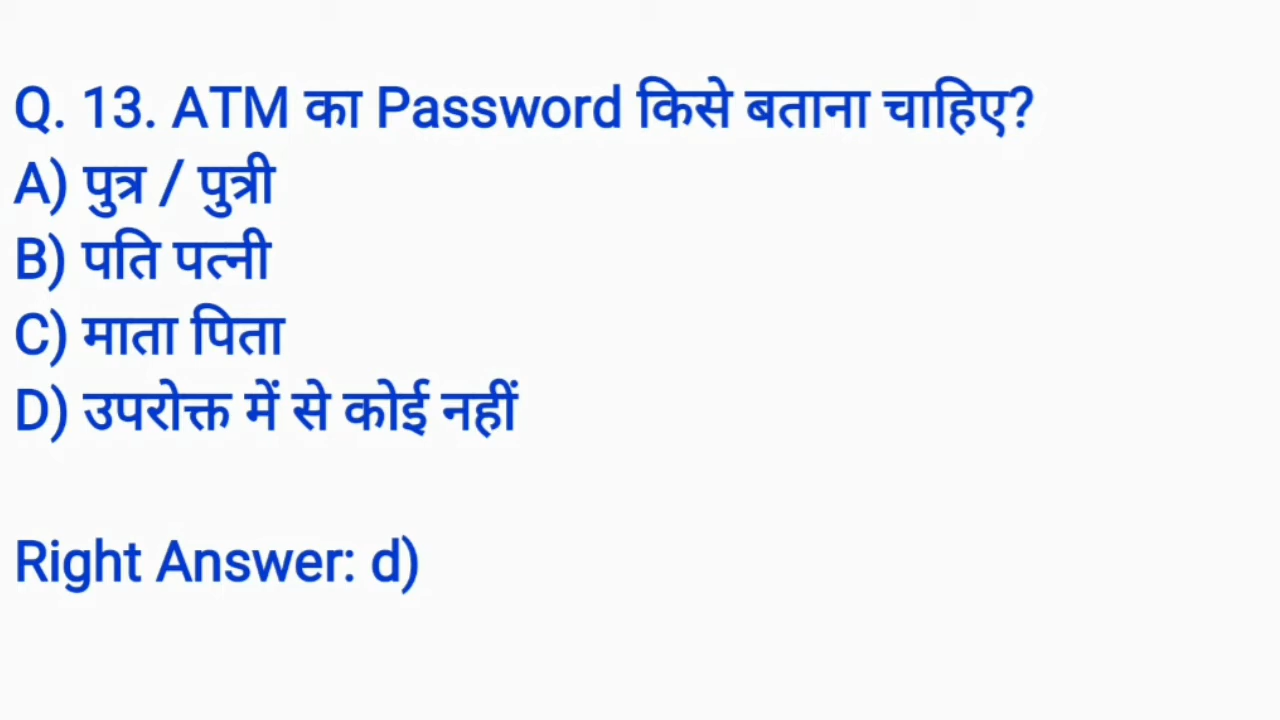 Q. 13. ATM का Password किसे बताना चाहिए?
A) पुत्र / पुत्री
B) पति पत्नी
C) माता पिता
D) उपरोक्त में से कोई नहीं
Right Answer: d)